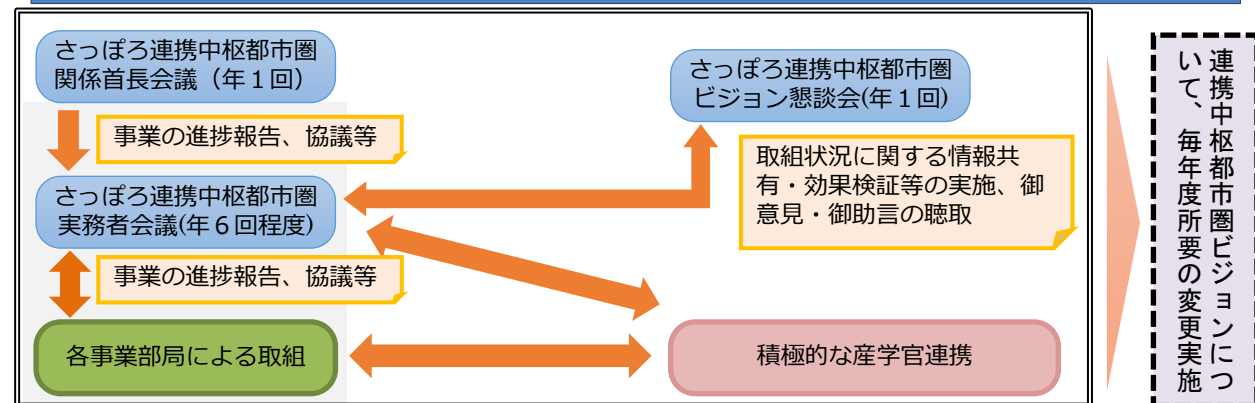 さっぽろ連携中枢都市圏
関係首長会議（年１回）
事業の進捗報告、協議等
さっぽろ連携中枢都市圏
実務者会議(年６回程度)
事業の進捗報告、協議等
各事業部局による取組
さっぽろ連携中枢都市圏
ビジョン懇談会(年１回)
取組状況に関する情報共
有・効果検証等の実施、御
意見・御助言の聴取
積極的な産学官連携
連携中枢都市圏ビジョンにつ
いて、毎年度所要の変更実施